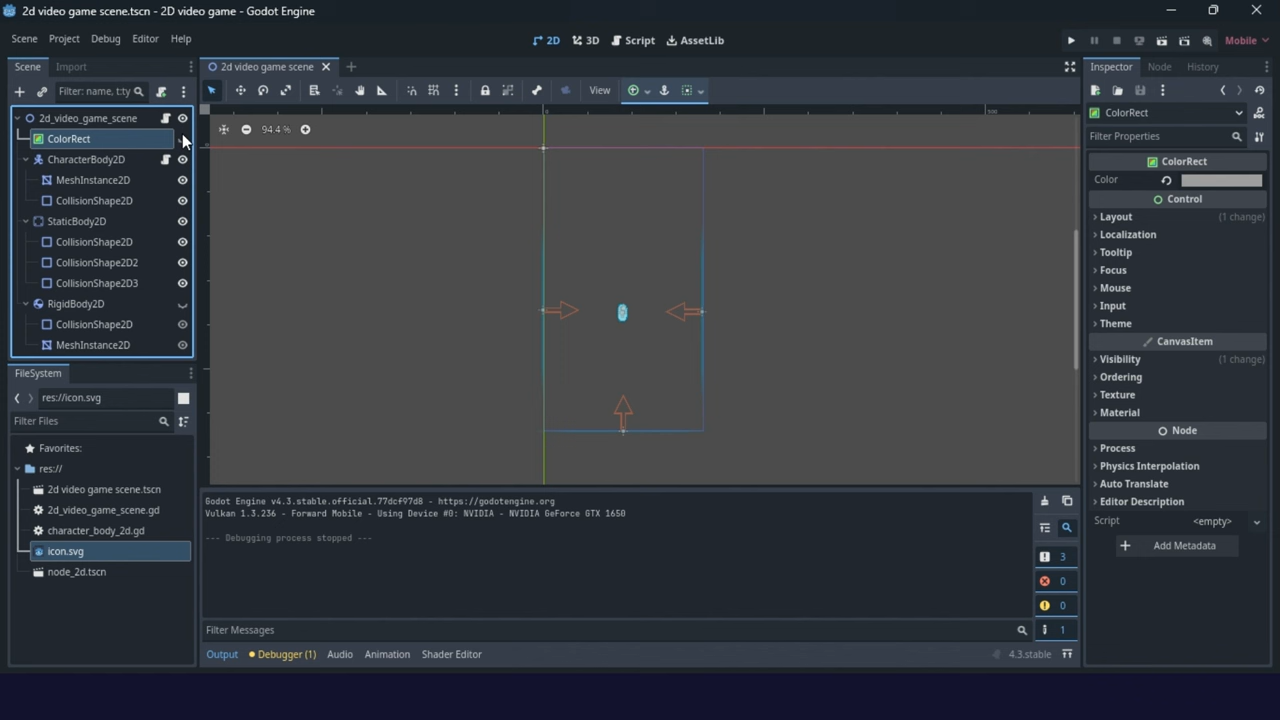 2d video game scene.tscn - 2D video game - Godot Engine
Scene Project Debug Editor Help
2D 3D Script AssetLib
Mobile
Scene Import
2d video game scene
Inspector Node History
Filter: name, t:ty
View
2d_video_game_scene
ColorRect
CharacterBody2D
MeshInstance2D
CollisionShape2D
StaticBody2D
CollisionShape2D
CollisionShape2D2
CollisionShape2D3
RigidBody2D
CollisionShape2D
MeshInstance2D
0
500
94.4 %
ColorRect
Filter Properties
ColorRect
Color
Control
Layout (1 change)
Localization
Tooltip
Focus
Mouse
Input
Theme
CanvasItem
Visibility (1 change)
Ordering
Texture
Material
Node
Process
Physics Interpolation
Auto Translate
Editor Description
Script <empty>
Add Metadata
FileSystem
res://icon.svg
Filter Files
Favorites:
res://
2d video game scene.tscn
2d_video_game_scene.gd
character_body_2d.gd
icon.svg
node_2d.tscn
Godot Engine v4.3.stable.official.77dcf97d8 - https://godotengine.org
Vulkan 1.3.236 - Forward Mobile - Using Device #0: NVIDIA - NVIDIA GeForce GTX 1650
--- Debugging process stopped ---
3
0
0
1
Filter Messages
Output Debugger (1) Audio Animation Shader Editor
4.3.stable